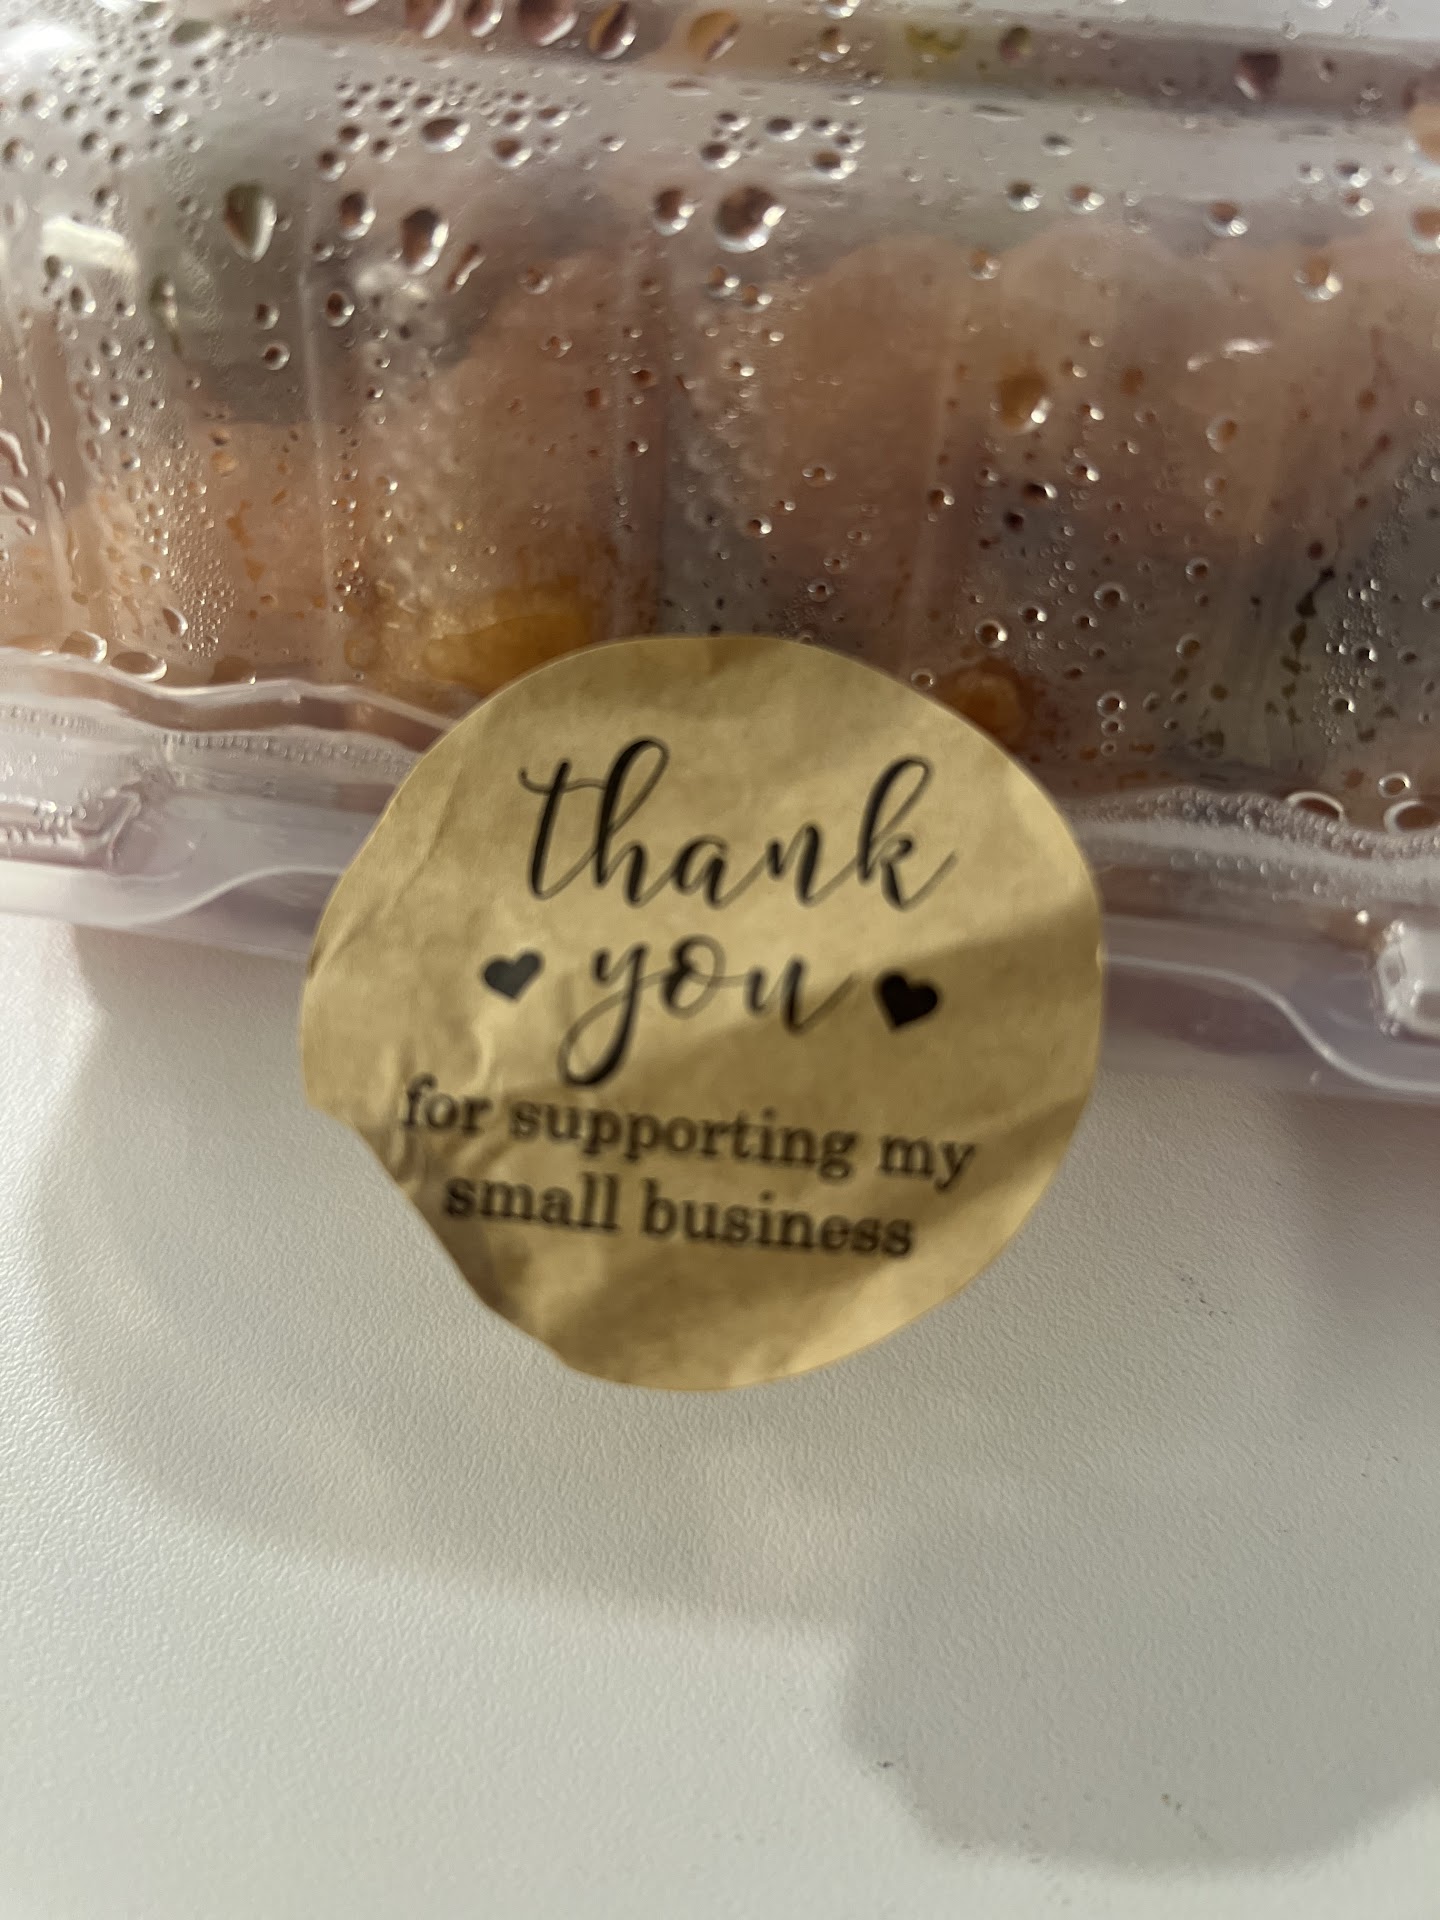 thank
you
for supporting my
small business